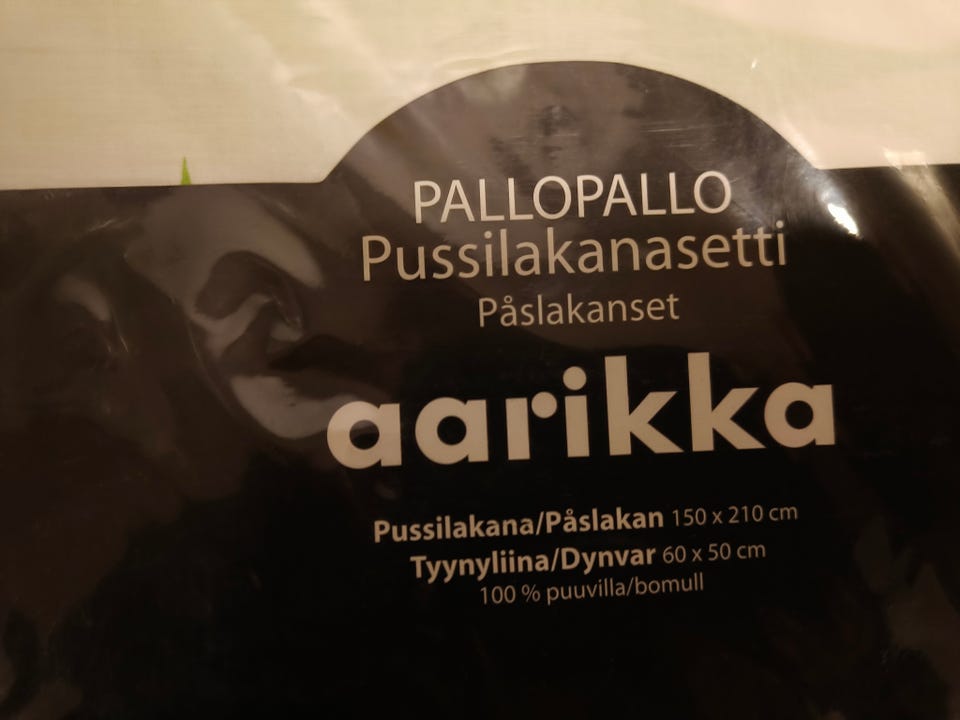 PALLOPALLO
Pussilakanasetti
Påslakanset
aarikka
Pussilakana/Påslakan 150 x 210 cm
Tyynyliina/Dynvar 60 x 50 cm
100 % puuvilla/bomull